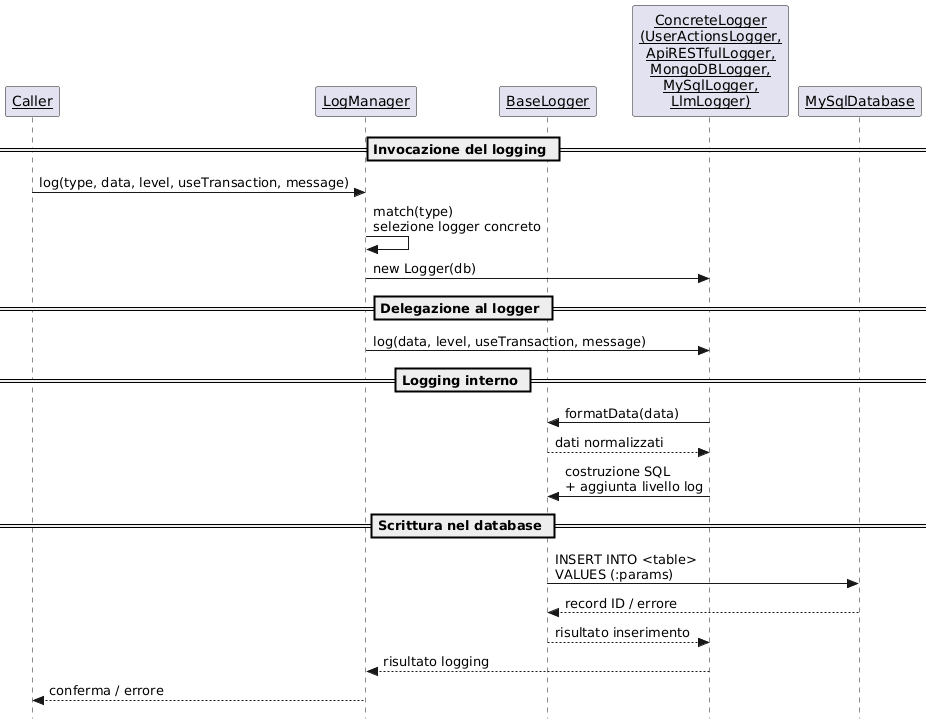 ConcreteLogger
(UserActionsLogger,
ApiRESTfulLogger,
MongoDBLogger,
MySqlLogger,
LlmLogger)
Caller
LogManager
BaseLogger
MySqlDatabase
Invocazione del logging
log(type, data, level, useTransaction, message)
match(type)
selezione logger concreto
new Logger(db)
Delegazione al logger
log(data, level, useTransaction, message)
Logging interno
formatData(data)
dati normalizzati
costruzione SQL
+ aggiunta livello log
Scrittura nel database
INSERT INTO <table>
VALUES (:params)
record ID / errore
risultato inserimento
risultato logging
conferma / errore